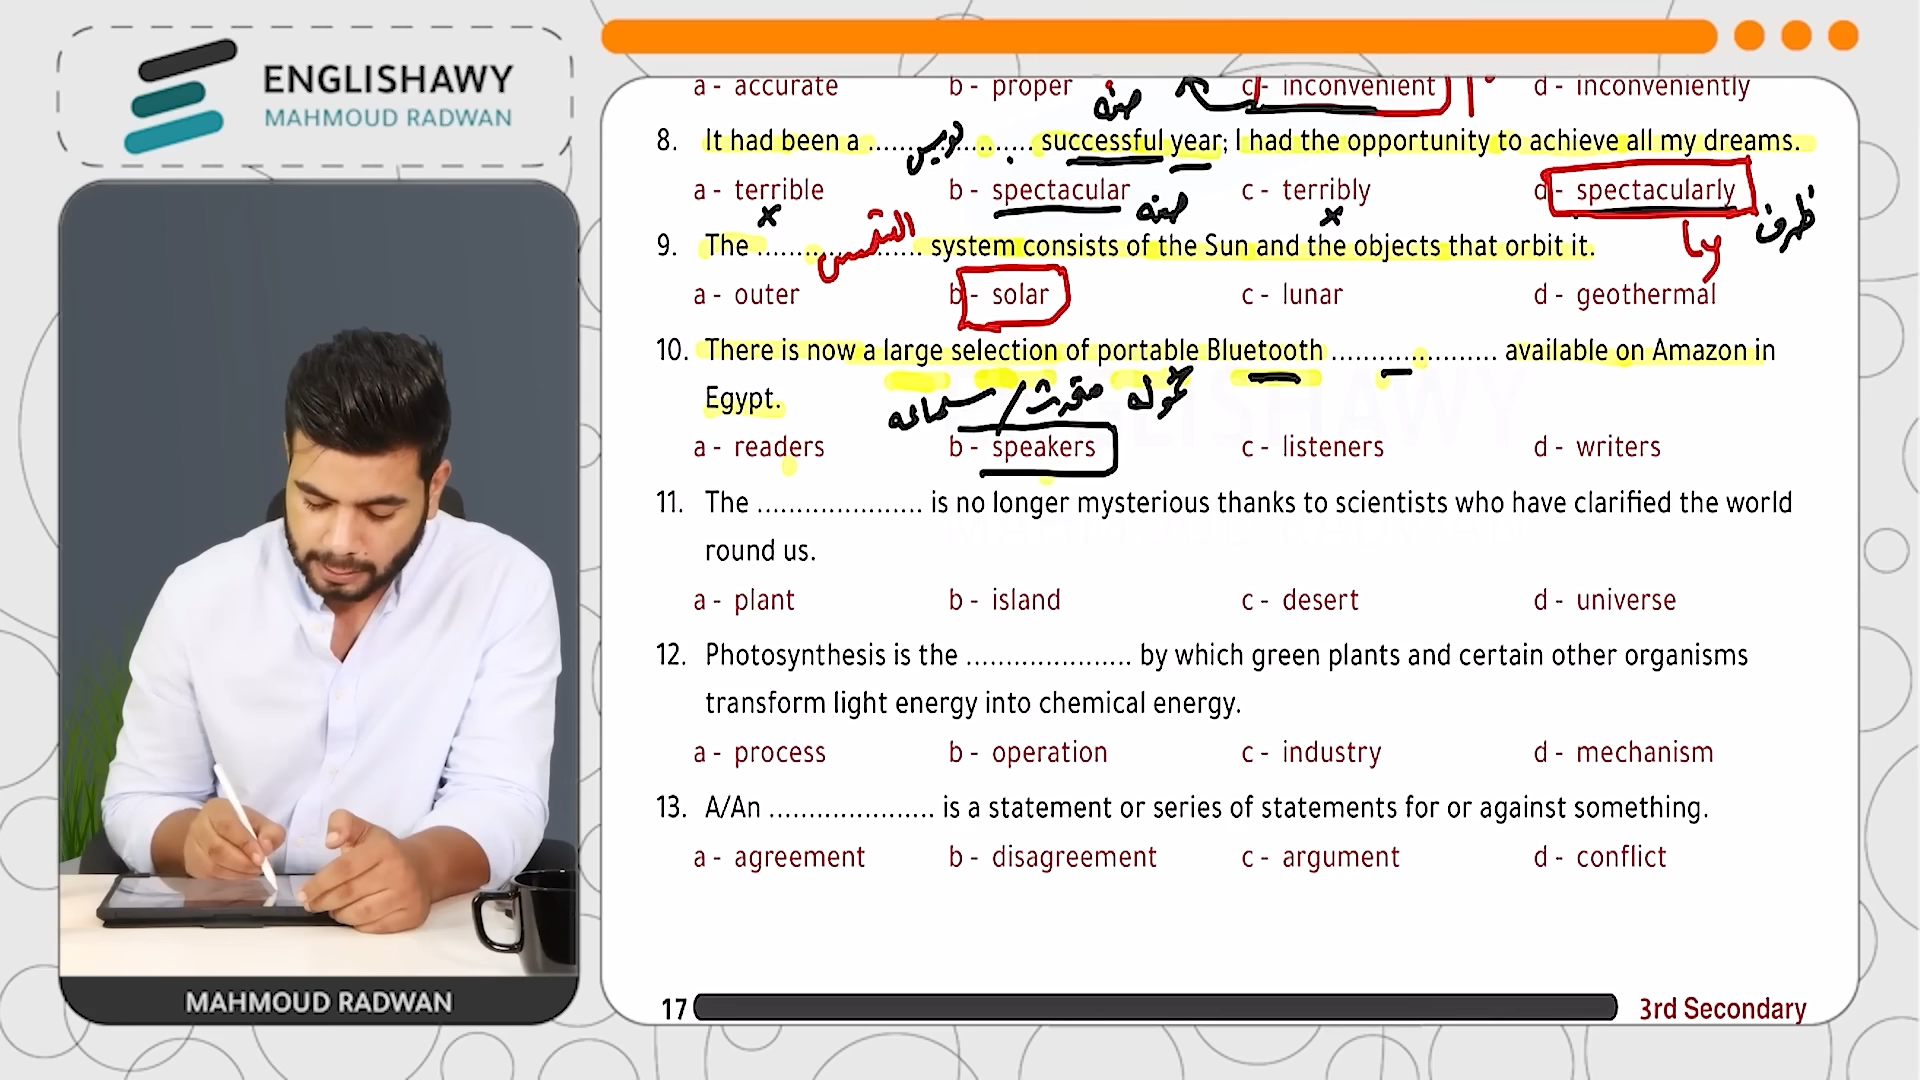 ENGLISHAWY
MAHMOUD RADWAN
a - accurate b - proper c - inconvenient d - inconveniently
صفة
8. It had been a ..................... successful year; I had the opportunity to achieve all my dreams.
a - terrible b - spectacular c - terribly d - spectacularly
x صفة x ظرف
9. The ..................... system consists of the Sun and the objects that orbit it.
ly
a - outer b - solar c - lunar d - geothermal
10. There is now a large selection of portable Bluetooth ..................... available on Amazon in
Egypt.
سماعة / متحدث
a - readers b - speakers c - listeners d - writers
11. The ..................... is no longer mysterious thanks to scientists who have clarified the world
round us.
a - plant b - island c - desert d - universe
12. Photosynthesis is the ..................... by which green plants and certain other organisms
transform light energy into chemical energy.
a - process b - operation c - industry d - mechanism
13. A/An ..................... is a statement or series of statements for or against something.
a - agreement b - disagreement c - argument d - conflict
17 3rd Secondary
MAHMOUD RADWAN